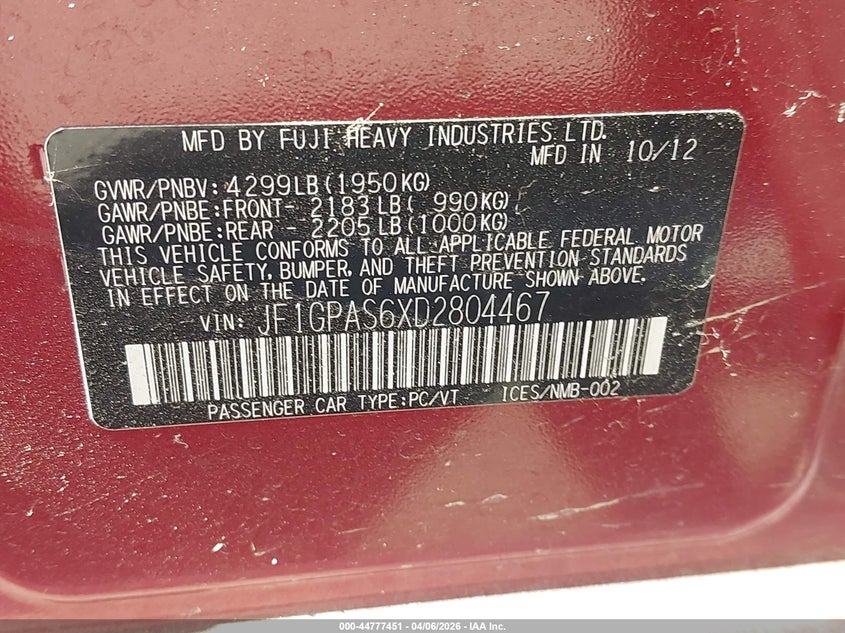 MFD BY FUJI HEAVY INDUSTRIES LTD.
MFD IN 10/12
GVWR/PNBV: 4299LB(1950KG)
GAWR/PNBE:FRONT- 2183LB( 990KG)
GAWR/PNBE:REAR - 2205LB(1000KG)
THIS VEHICLE CONFORMS TO ALL APPLICABLE FEDERAL MOTOR
VEHICLE SAFETY, BUMPER, AND THEFT PREVENTION STANDARDS
IN EFFECT ON THE DATE OF MANUFACTURE SHOWN ABOVE.
VIN: JF1GPAS6XD2804467
PASSENGER CAR TYPE:PC/VT ICES/NMB-002
000-44777451 - 04/06/2026 - IAA Inc.